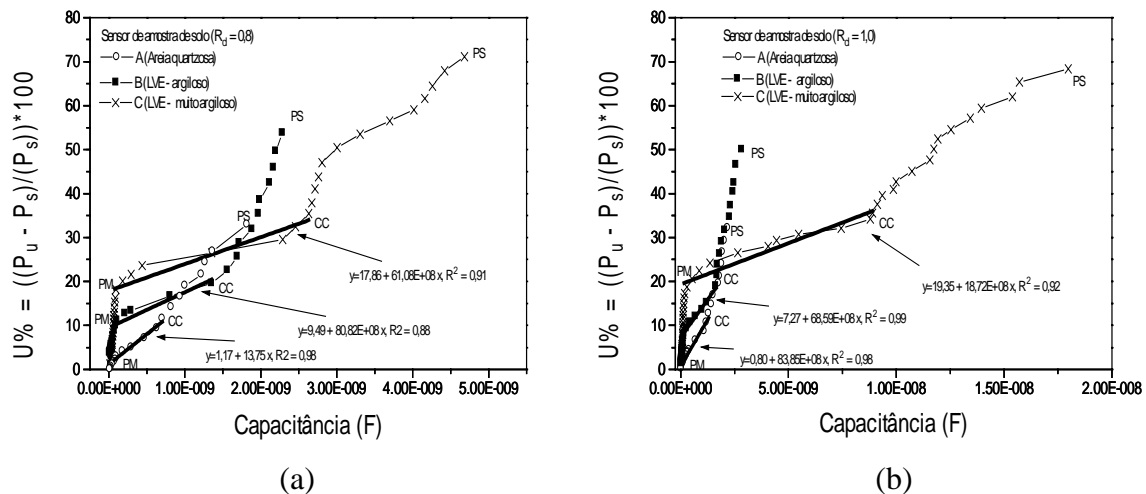 Sensor de amostra de solo (R_d = 0,8)
A (Areia quartzosa)
B (LVE - argiloso)
C (LVE - muito argiloso)
U% = ((P_u - P_s)/(P_s))*100
80
70
60
50
40
30
20
10
0
PS
PS
PS
CC
CC
CC
PM
PM
PM
y=17,86 + 61,08E+08 x, R² = 0,91
y=9,49 + 80,82E+08 x, R2 = 0,88
y=1,17 + 13,75 x, R2 = 0,98
0.00E+00 1.00E-009 2.00E-009 3.00E-009 4.00E-009 5.00E-009
Capacitância (F)
(a)
Sensor de amostra de solo (R_d = 1,0)
A (Areia quartzosa)
B (LVE - argiloso)
C (LVE - muito argiloso)
U% = ((P_u - P_s)/(P_s))*100
80
70
60
50
40
30
20
10
0
PS
PS
PS
CC
CC
CC
PM
PM
y=19,35 + 18,72E+08 x, R² = 0,92
y=7,27 + 68,59E+08 x, R² = 0,99
y=0,80 + 83,85E+08 x, R² = 0,98
0.00E+000 5.00E-009 1.00E-008 1.50E-008 2.00E-008
Capacitância (F)
(b)